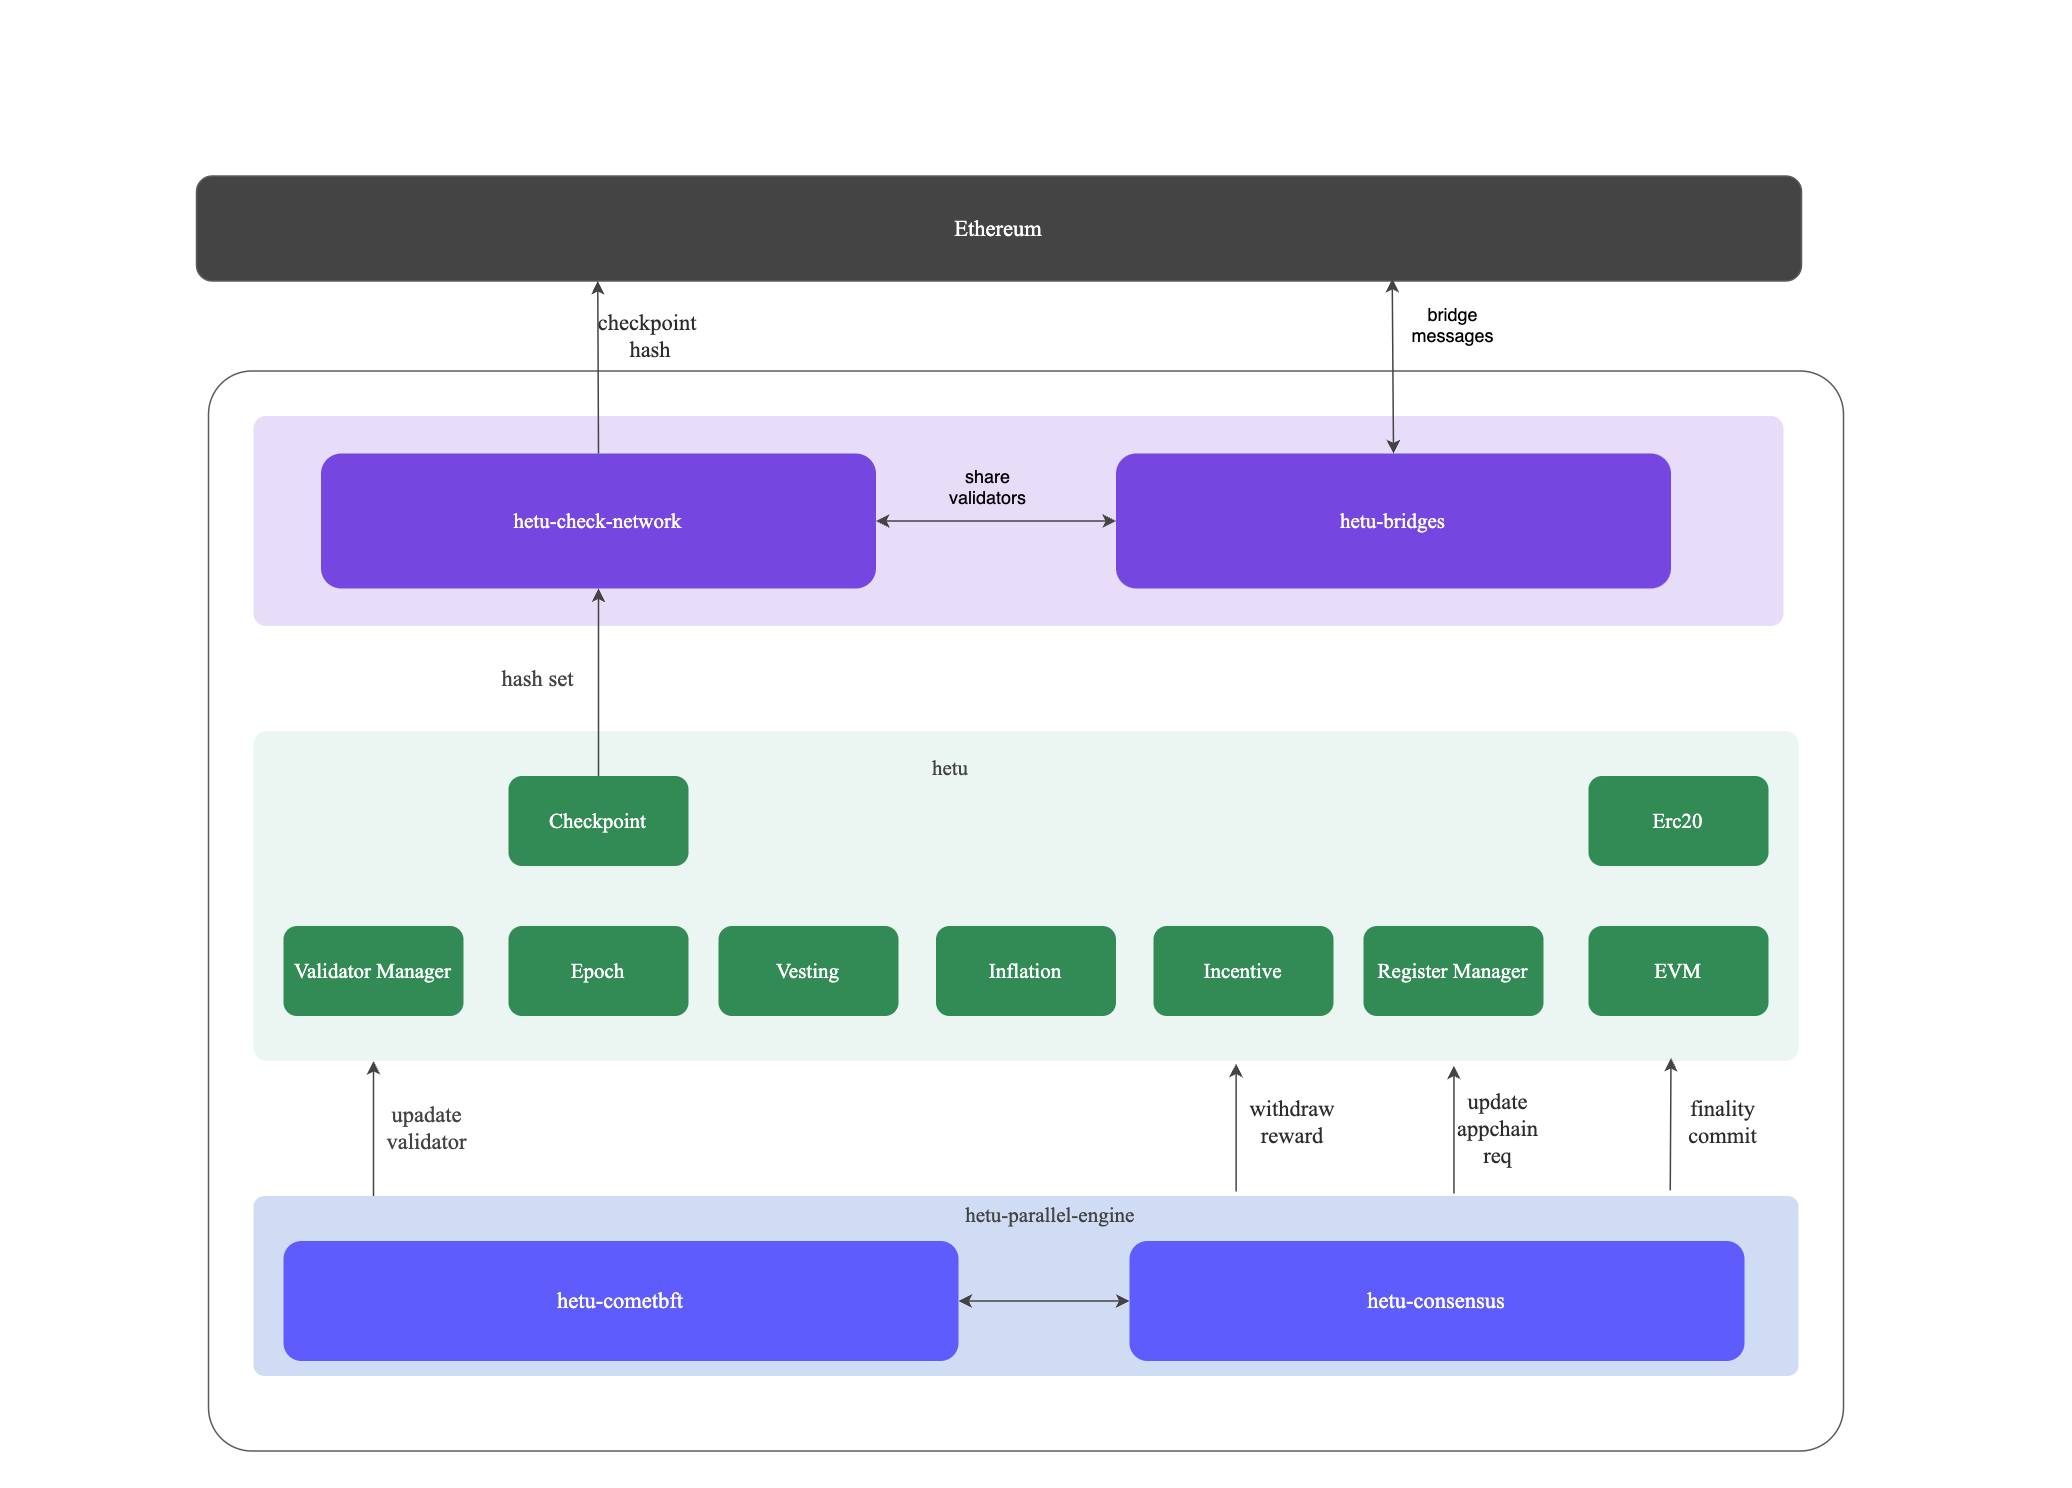 Ethereum
checkpoint
hash
bridge
messages
hetu-check-network
share
validators
hetu-bridges
hash set
hetu
Checkpoint
Erc20
Validator Manager
Epoch
Vesting
Inflation
Incentive
Register Manager
EVM
upadate
validator
withdraw
reward
update
appchain
req
finality
commit
hetu-parallel-engine
hetu-cometbft
hetu-consensus